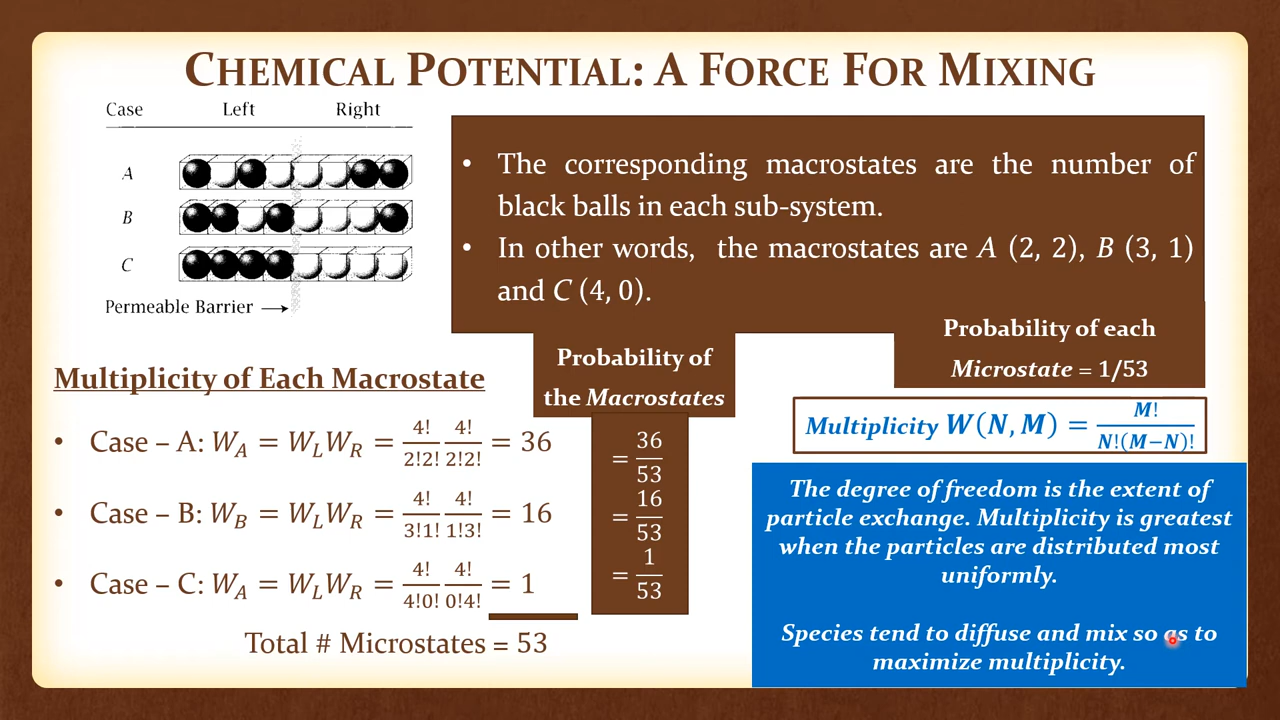 CHEMICAL POTENTIAL: A FORCE FOR MIXING
Case Left Right
A
B
C
Permeable Barrier →
• The corresponding macrostates are the number of
black balls in each sub-system.
• In other words, the macrostates are A (2, 2), B (3, 1)
and C (4, 0).
Probability of each
Microstate = 1/53
Probability of
the Macrostates
Multiplicity of Each Macrostate
• Case – A: W_A = W_L W_R = 4!/2!2! 4!/2!2! = 36
• Case – B: W_B = W_L W_R = 4!/3!1! 4!/1!3! = 16
• Case – C: W_A = W_L W_R = 4!/4!0! 4!/0!4! = 1
Total # Microstates = 53
= 36/53
= 16/53
= 1/53
Multiplicity W(N, M) = M!/N!(M−N)!
The degree of freedom is the extent of
particle exchange. Multiplicity is greatest
when the particles are distributed most
uniformly.
Species tend to diffuse and mix so as to
maximize multiplicity.